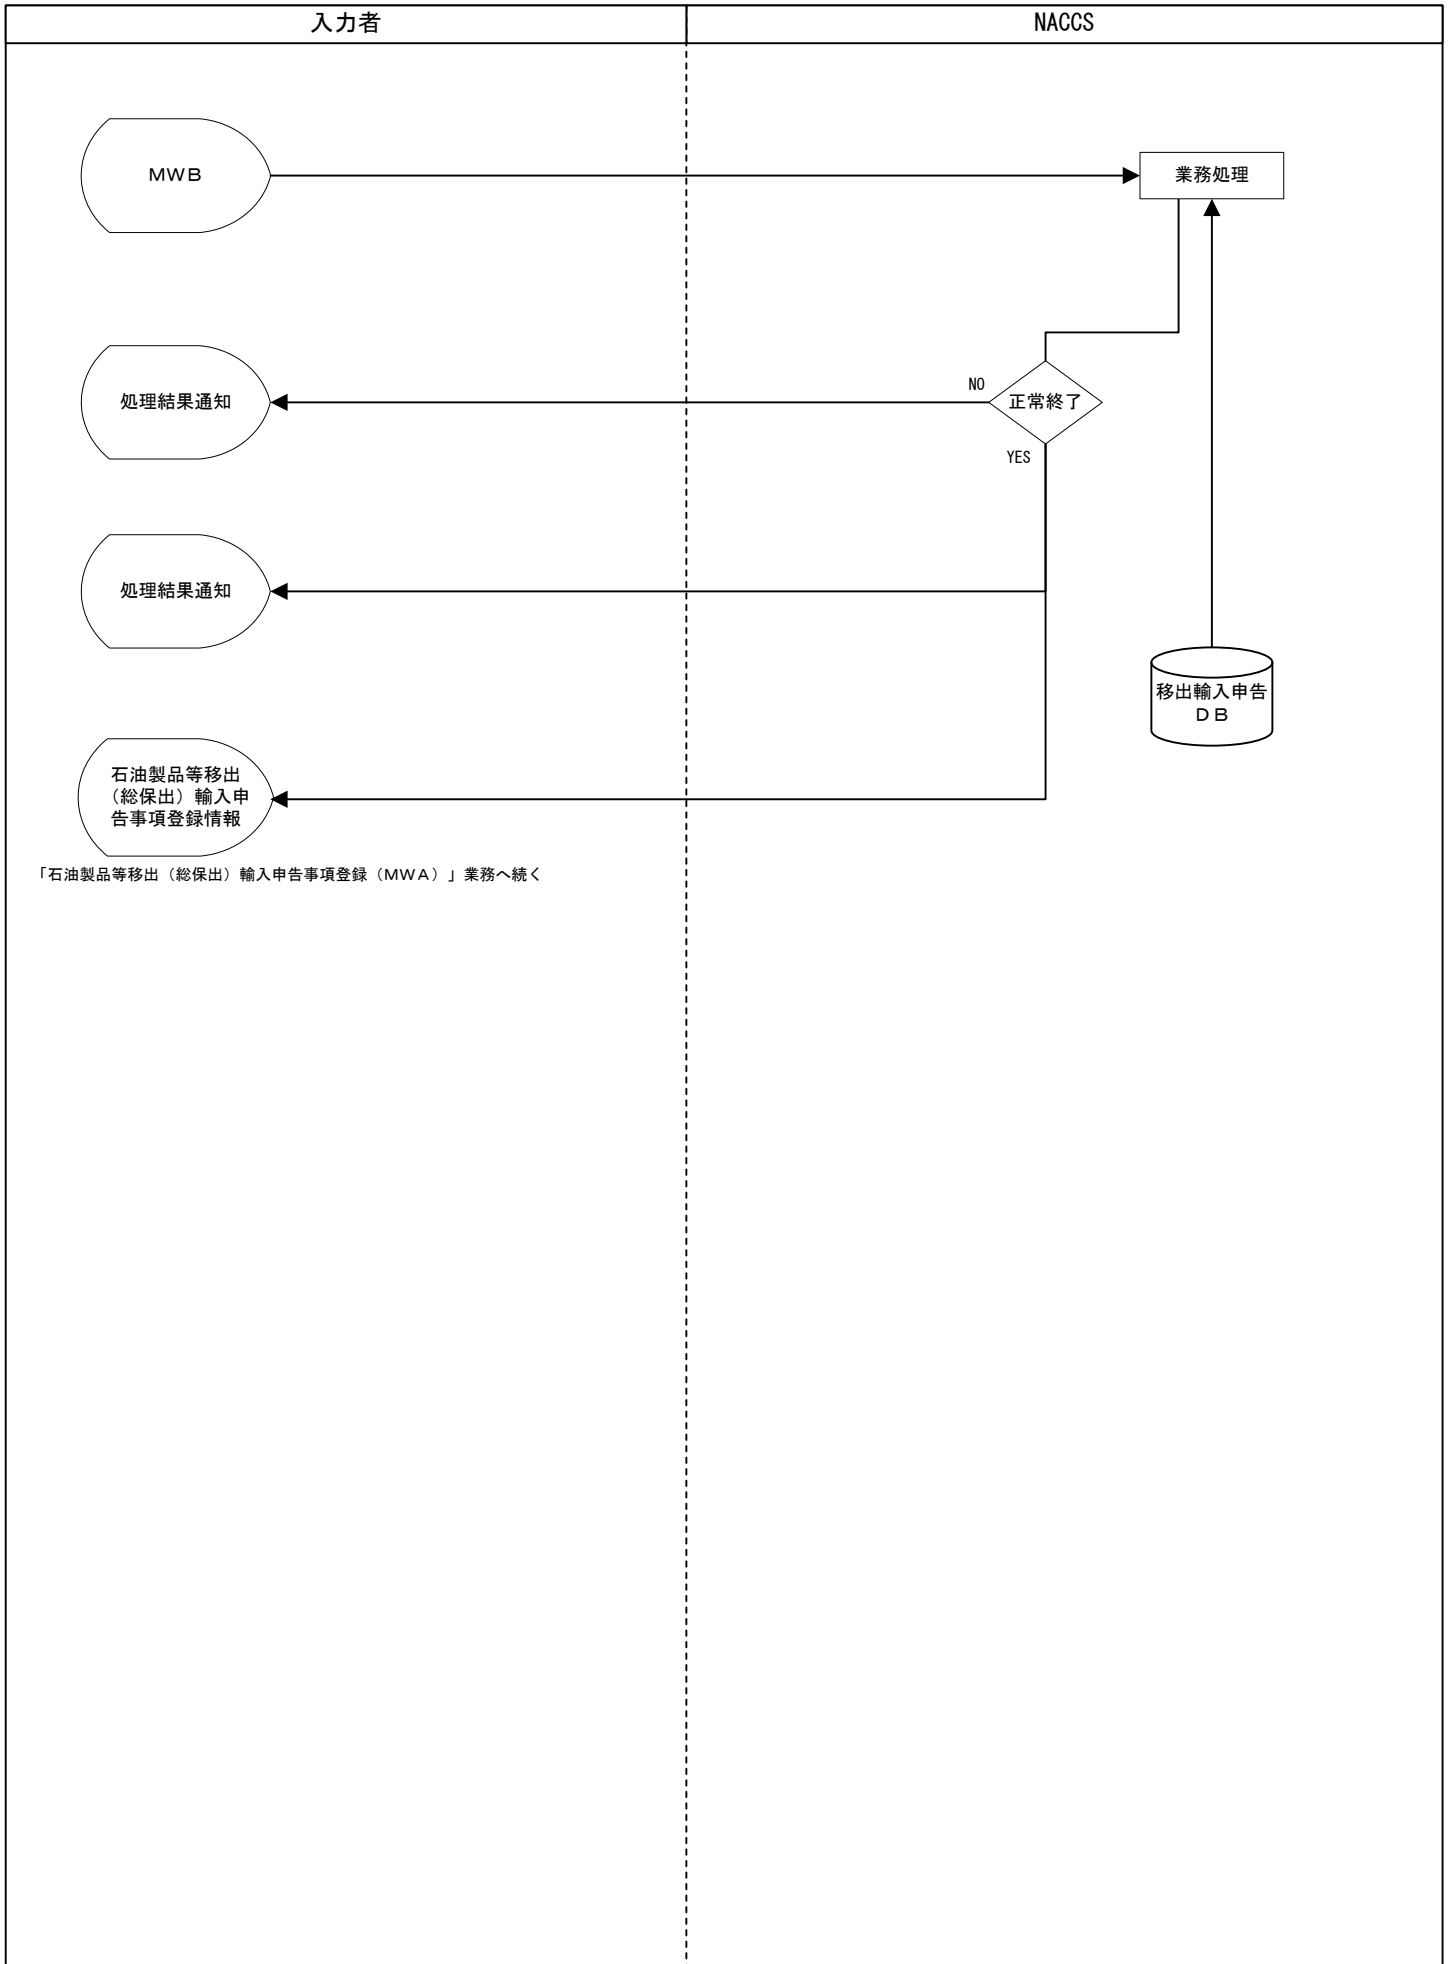 入力者
NACCS
ＭＷＢ
業務処理
処理結果通知
NO
正常終了
YES
処理結果通知
移出輸入申告
ＤＢ
石油製品等移出
（総保出）輸入申
告事項登録情報
「石油製品等移出（総保出）輸入申告事項登録（ＭＷＡ）」業務へ続く